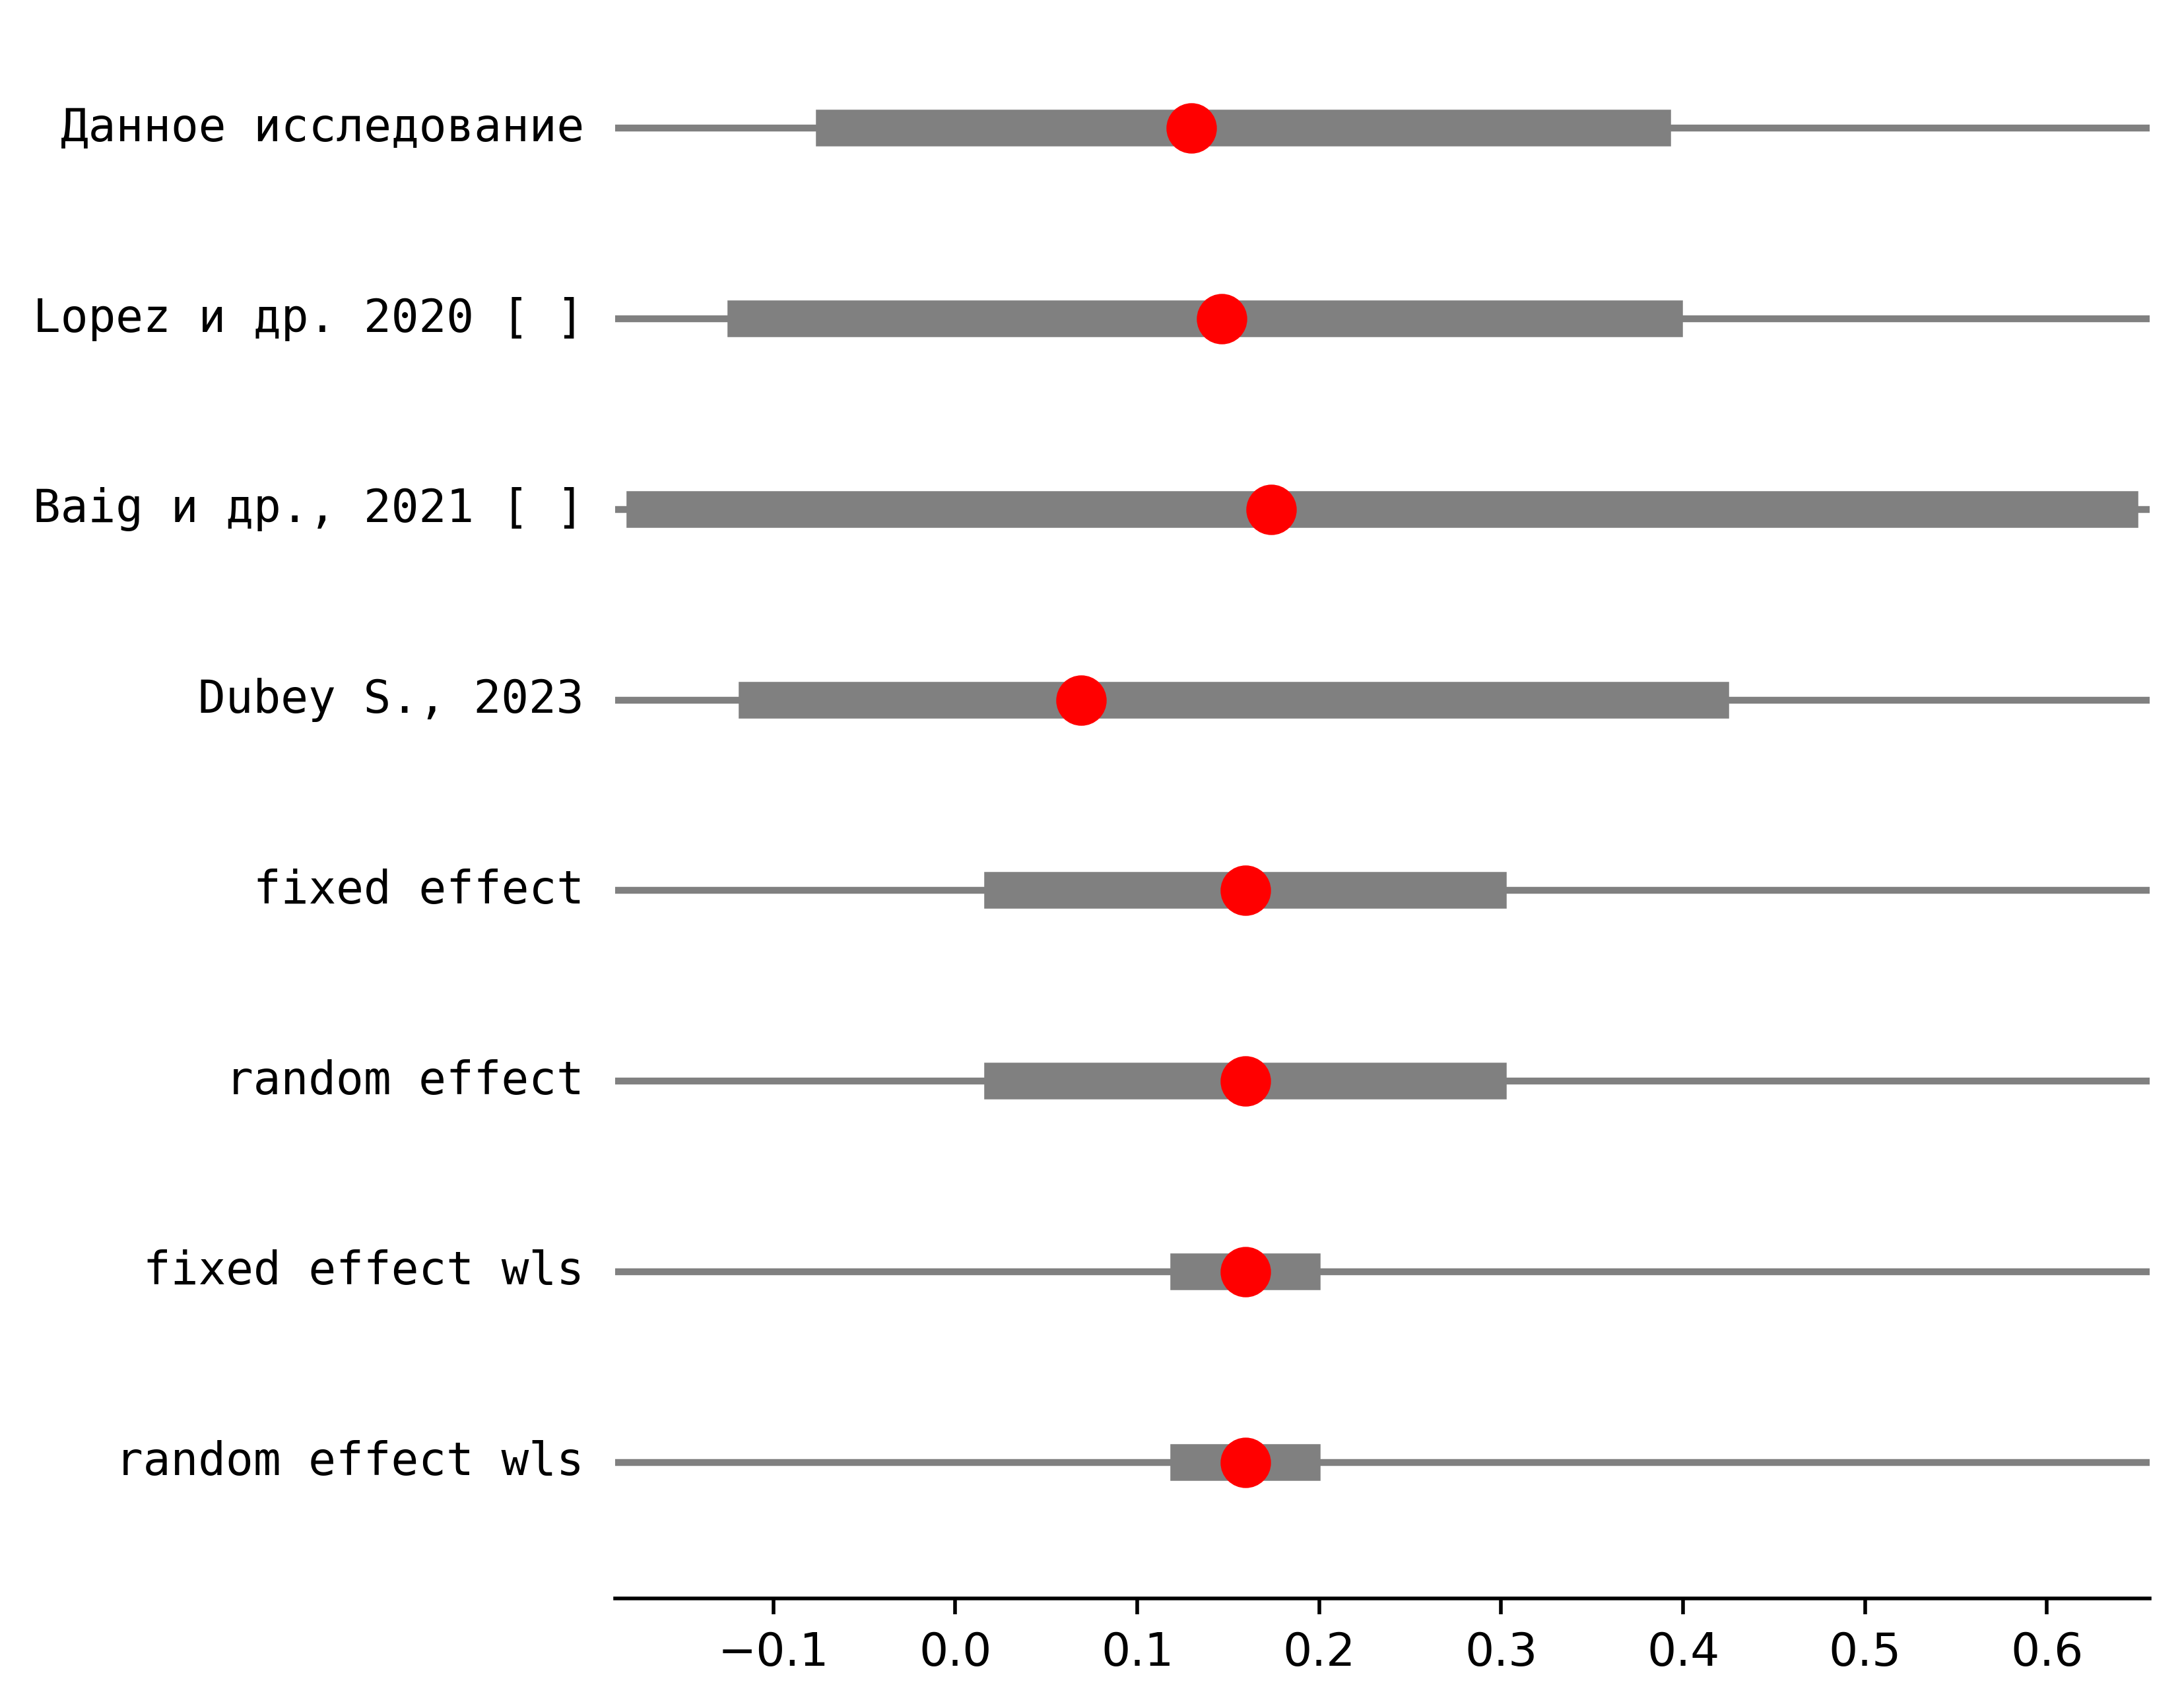 Данное исследование
Lopez и др. 2020 [ ]
Baig и др., 2021 [ ]
Dubey S., 2023
fixed effect
random effect
fixed effect wls
random effect wls
−0.1 0.0 0.1 0.2 0.3 0.4 0.5 0.6